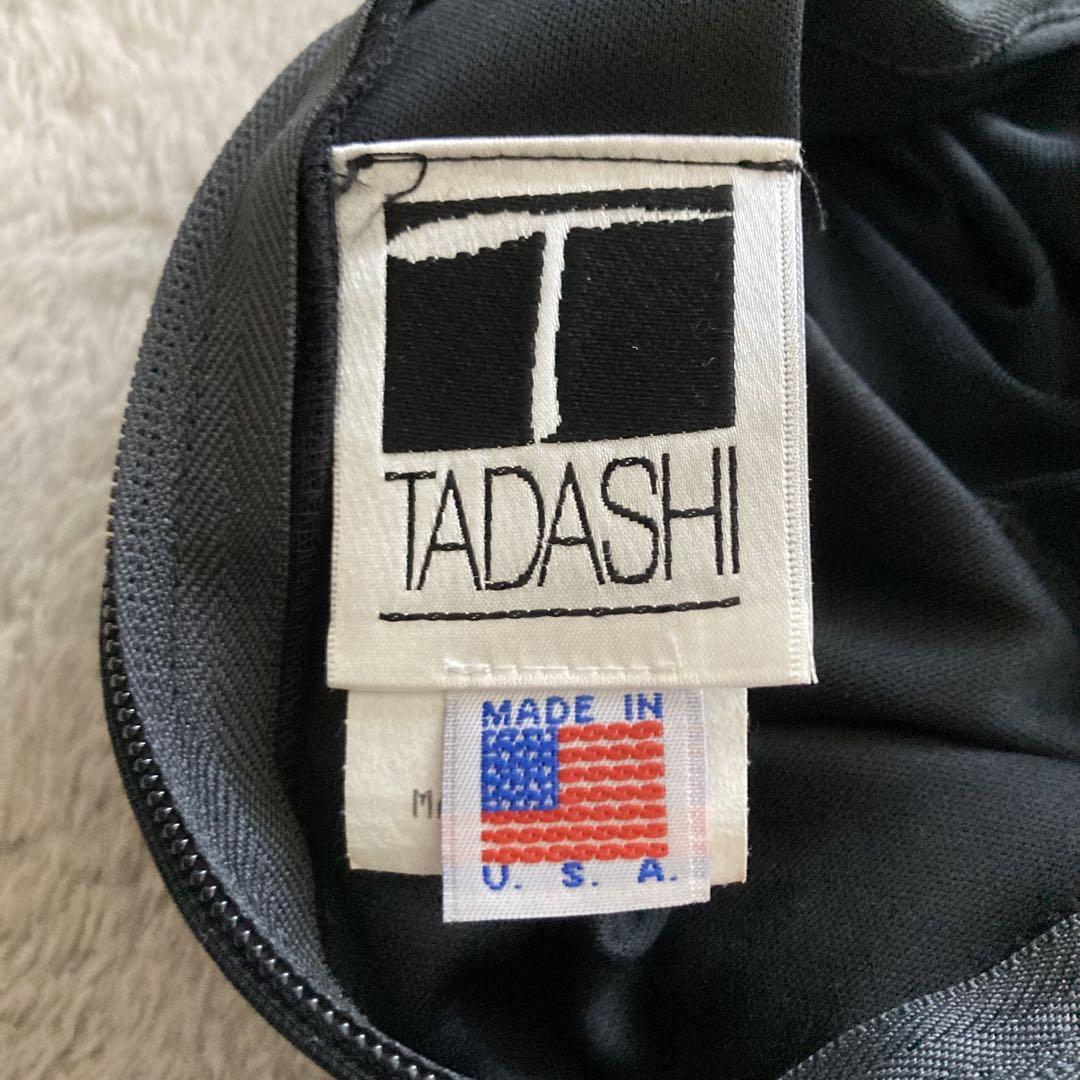 T
TADASHI
MADE IN
U. S. A.